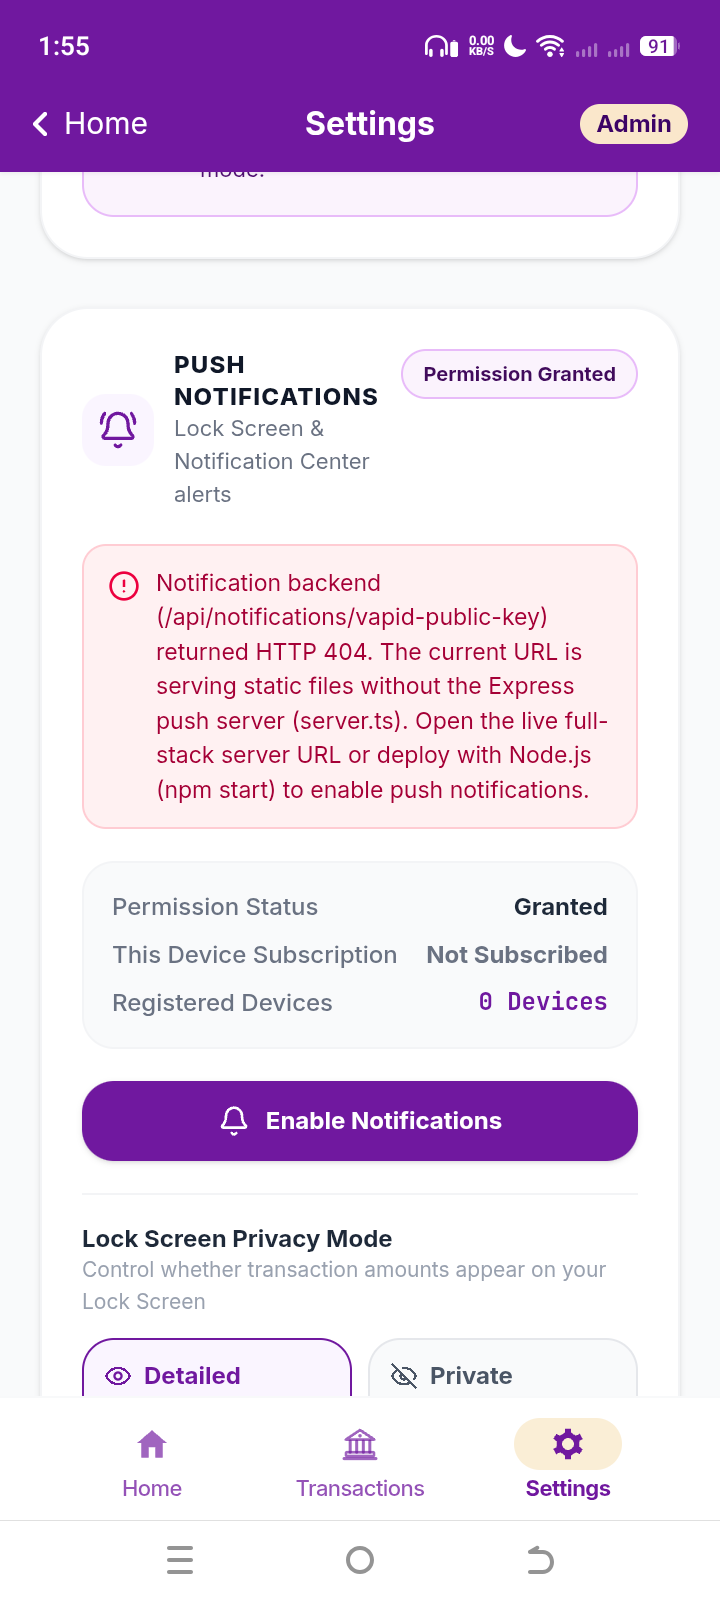 1:55
0.00
KB/S
91
Home
Settings
Admin
mode.
PUSH
NOTIFICATIONS
Lock Screen &
Notification Center
alerts
Permission Granted
Notification backend
(/api/notifications/vapid-public-key)
returned HTTP 404. The current URL is
serving static files without the Express
push server (server.ts). Open the live full-
stack server URL or deploy with Node.js
(npm start) to enable push notifications.
Permission Status Granted
This Device Subscription Not Subscribed
Registered Devices 0 Devices
Enable Notifications
Lock Screen Privacy Mode
Control whether transaction amounts appear on your
Lock Screen
Detailed
Private
Home
Transactions
Settings